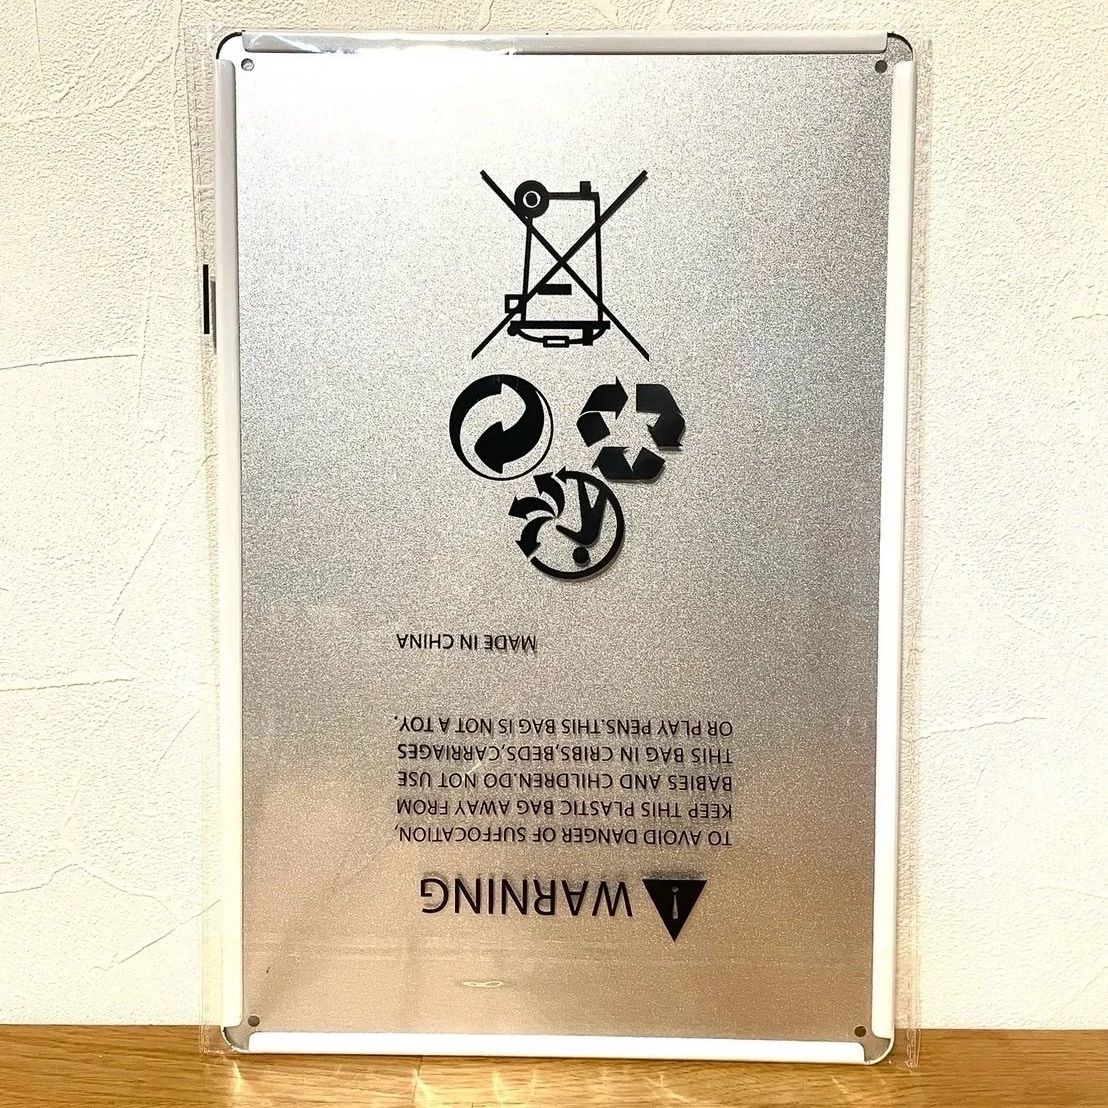 WARNING
TO AVOID DANGER OF SUFFOCATION,
KEEP THIS PLASTIC BAG AWAY FROM
BABIES AND CHILDREN.DO NOT USE
THIS BAG IN CRIBS,BEDS,CARRIAGES
OR PLAY PENS.THIS BAG IS NOT A TOY.
MADE IN CHINA